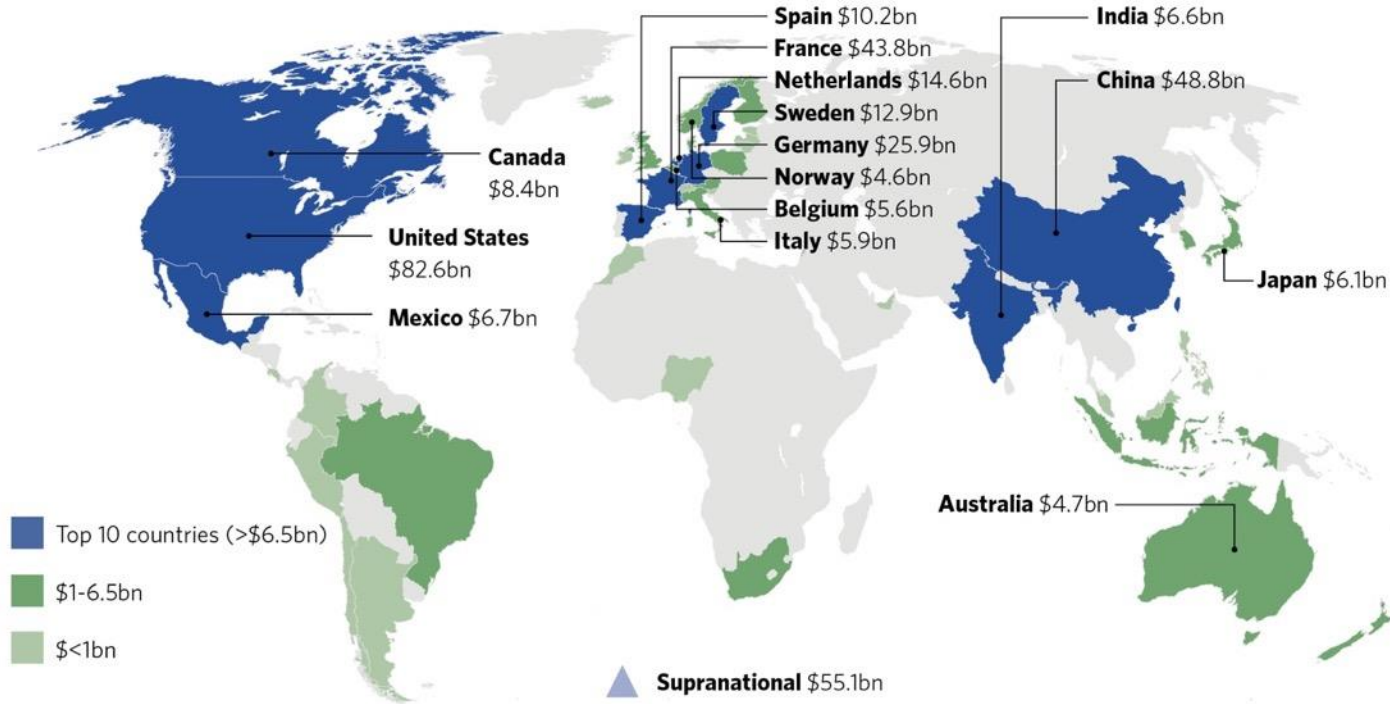 Spain $10.2bn
France $43.8bn
Netherlands $14.6bn
Sweden $12.9bn
Germany $25.9bn
Norway $4.6bn
Belgium $5.6bn
Italy $5.9bn
India $6.6bn
China $48.8bn
Canada
$8.4bn
United States
$82.6bn
Mexico $6.7bn
Japan $6.1bn
Australia $4.7bn
Top 10 countries (>$6.5bn)
$1-6.5bn
$<1bn
Supranational $55.1bn